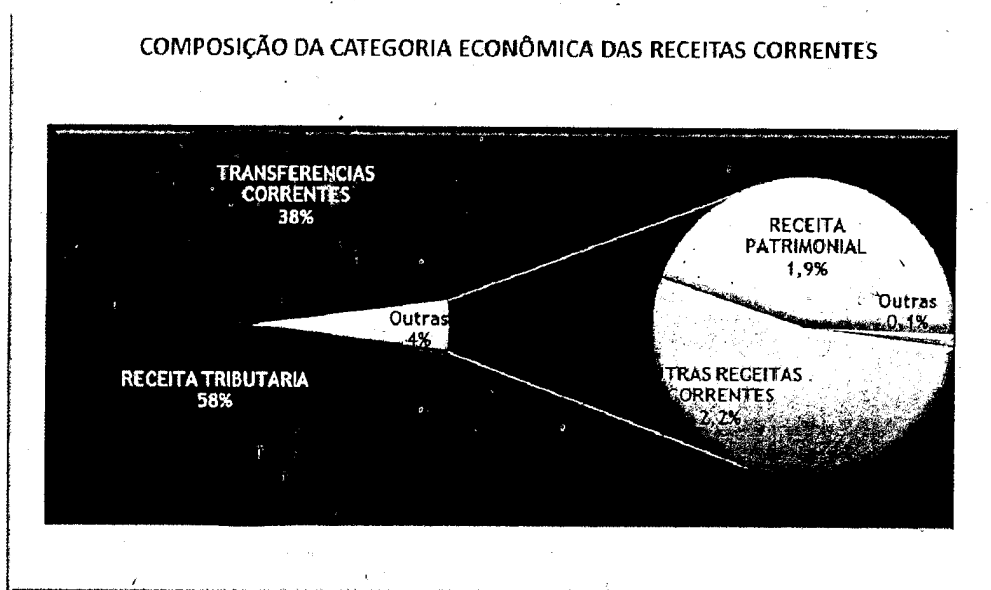 COMPOSIÇÃO DA CATEGORIA ECONÔMICA DAS RECEITAS CORRENTES
TRANSFERENCIAS
CORRENTES
38%
Outras
4%
RECEITA TRIBUTARIA
58%
RECEITA
PATRIMONIAL
1,9%
Outras
0,1%
TRAS RECEITAS
CORRENTES
2,2%